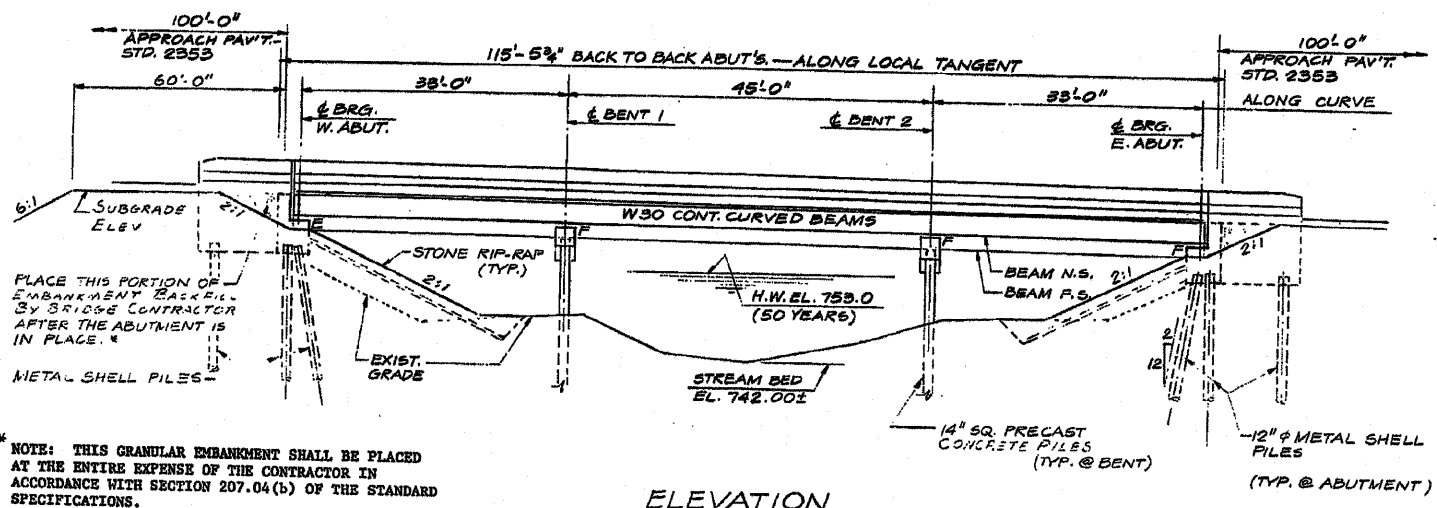 100'-0"
APPROACH PAV'T.-
STD. 2353
115'-5¾" BACK TO BACK ABUT'S. — ALONG LOCAL TANGENT
100'-0"
APPROACH PAV'T.
STD. 2353
60'-0"
38'-0"
45'-0"
33'-0"
ALONG CURVE
℄ BRG.
W. ABUT.
℄ BENT 1
℄ BENT 2
℄ BRG.
E. ABUT.
6:1
SUBGRADE
ELEV
2:1
E
W30 CONT. CURVED BEAMS
F
F
F
2:1
STONE RIP-RAP
(TYP.)
2:1
H.W. EL. 753.0
(50 YEARS)
BEAM N.S.
BEAM F.S.
2:1
PLACE THIS PORTION OF
EMBANKMENT BACKFILL
BY BRIDGE CONTRACTOR
AFTER THE ABUTMENT IS
IN PLACE. *
METAL SHELL PILES
EXIST.
GRADE
STREAM BED
EL. 742.00±
2
12
14" SQ. PRECAST
CONCRETE PILES
(TYP. @ BENT)
12" ϕ METAL SHELL
PILES
(TYP. @ ABUTMENT)
* NOTE: THIS GRANULAR EMBANKMENT SHALL BE PLACED
AT THE ENTIRE EXPENSE OF THE CONTRACTOR IN
ACCORDANCE WITH SECTION 207.04(b) OF THE STANDARD
SPECIFICATIONS.
ELEVATION